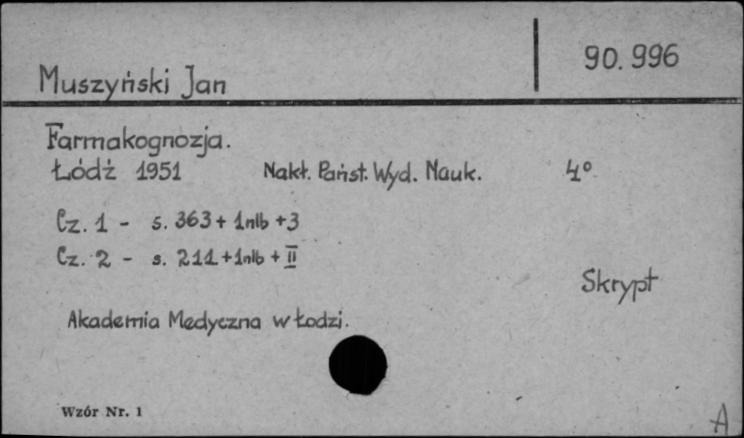 90.996
Muszyński Jan
Farmakognozja.
Łódź 1951 Nakł. Państ. Wyd. Nauk. 4°
Cz. 1 - s. 363 + 1nlb + 3
Cz. 2 - s. 211 + 1nlb + II
Skrypt
Akademia Medyczna w Łodzi.
Wzór Nr. 1
A